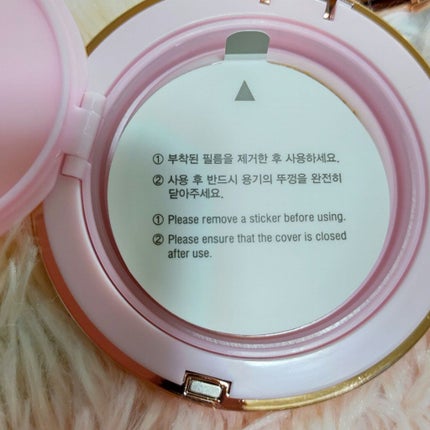 ① 부착된 필름을 제거한 후 사용하세요.
② 사용 후 반드시 용기의 뚜껑을 완전히
닫아주세요.
① Please remove a sticker before using.
② Please ensure that the cover is closed
after use.